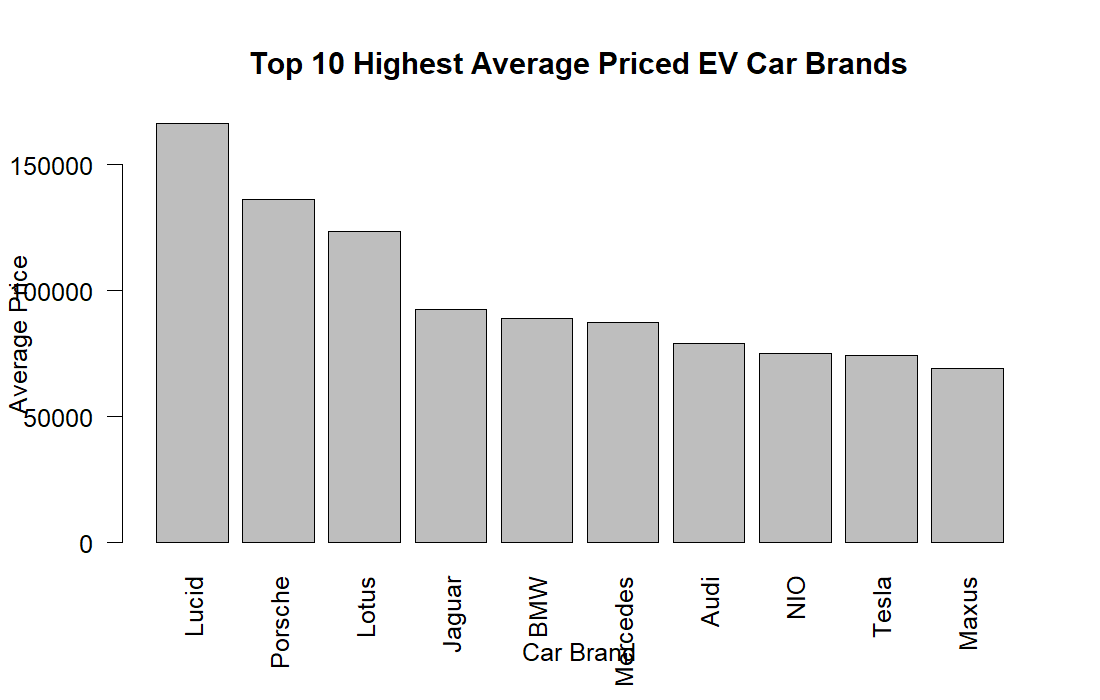 Top 10 Highest Average Priced EV Car Brands
Average Price
150000
100000
50000
0
Lucid
Porsche
Lotus
Jaguar
BMW
Mercedes
Audi
NIO
Tesla
Maxus
Car Brand